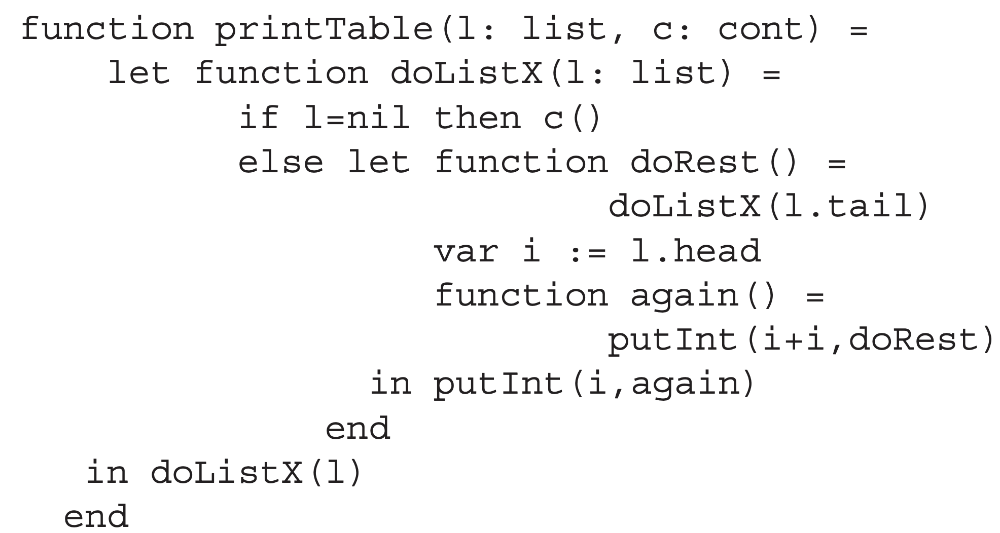 function printTable(l: list, c: cont) =
    let function doListX(l: list) =
          if l=nil then c()
          else let function doRest() =
                           doListX(l.tail)
                   var i := l.head
                   function again() =
                           putInt(i+i,doRest)
                in putInt(i,again)
              end
   in doListX(l)
  end